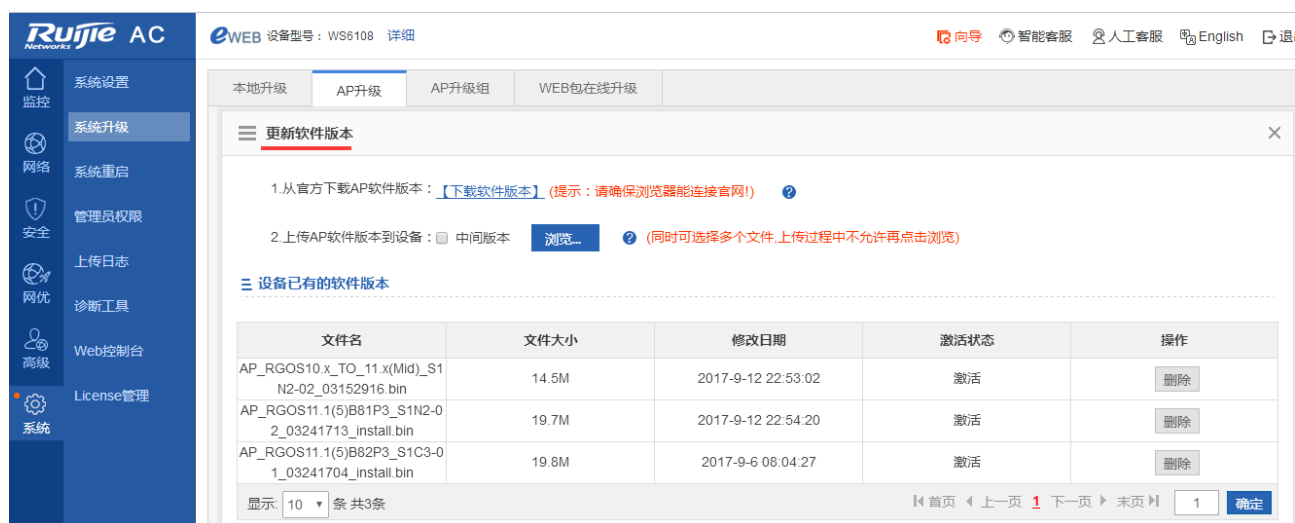 Ruijie AC
Networks
eWEB 设备型号：WS6108 详细
向导 智能客服 人工客服 English 退
监控
网络
安全
网优
高级
系统
系统设置
系统升级
系统重启
管理员权限
上传日志
诊断工具
Web控制台
License管理
本地升级 AP升级 AP升级组 WEB包在线升级
更新软件版本
1.从官方下载AP软件版本：【下载软件版本】 (提示：请确保浏览器能连接官网!)
2.上传AP软件版本到设备： 中间版本 浏览... (同时可选择多个文件,上传过程中不允许再点击浏览)
设备已有的软件版本
文件名 文件大小 修改日期 激活状态 操作
AP_RGOS10.x_TO_11.x(Mid)_S1
N2-02_03152916.bin 14.5M 2017-9-12 22:53:02 激活 删除
AP_RGOS11.1(5)B81P3_S1N2-0
2_03241713_install.bin 19.7M 2017-9-12 22:54:20 激活 删除
AP_RGOS11.1(5)B82P3_S1C3-0
1_03241704_install.bin 19.8M 2017-9-6 08:04:27 激活 删除
显示: 10 条 共3条 首页 上一页 1 下一页 末页 1 确定